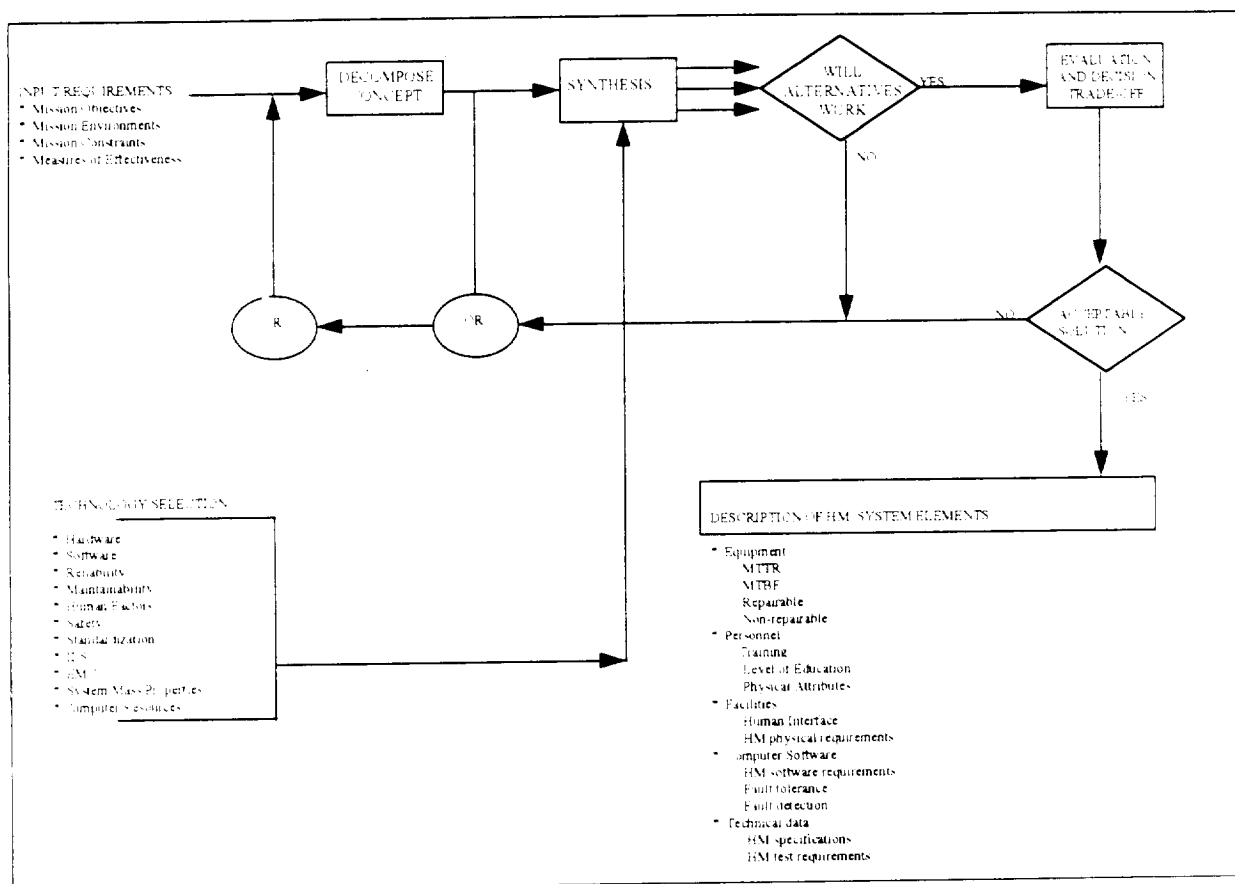 INPUT REQUIREMENTS
* Mission Objectives
* Mission Environments
* Mission Constraints
* Measures of Effectiveness
DECOMPOSE
CONCEPT
SYNTHESIS
WILL
ALTERNATIVES
WORK
YES
NO
EVALUATION
AND DECISION
TRADE-OFF
R
OR
NO
ACCEPTABLE
SOLUTION
YES
TECHNOLOGY SELECTION
* Hardware
* Software
* Reliability
* Maintainability
* Human Factors
* Safety
* Standardization
* System Mass Properties
* Computer Resources
DESCRIPTION OF HM SYSTEM ELEMENTS
* Equipment
MTTR
MTBF
Repairable
Non-repairable
* Personnel
Training
Level of Education
Physical Attributes
* Facilities
Human Interface
HM physical requirements
* Computer Software
HM software requirements
Fault tolerance
Fault detection
* Technical data
HM specifications
HM test requirements